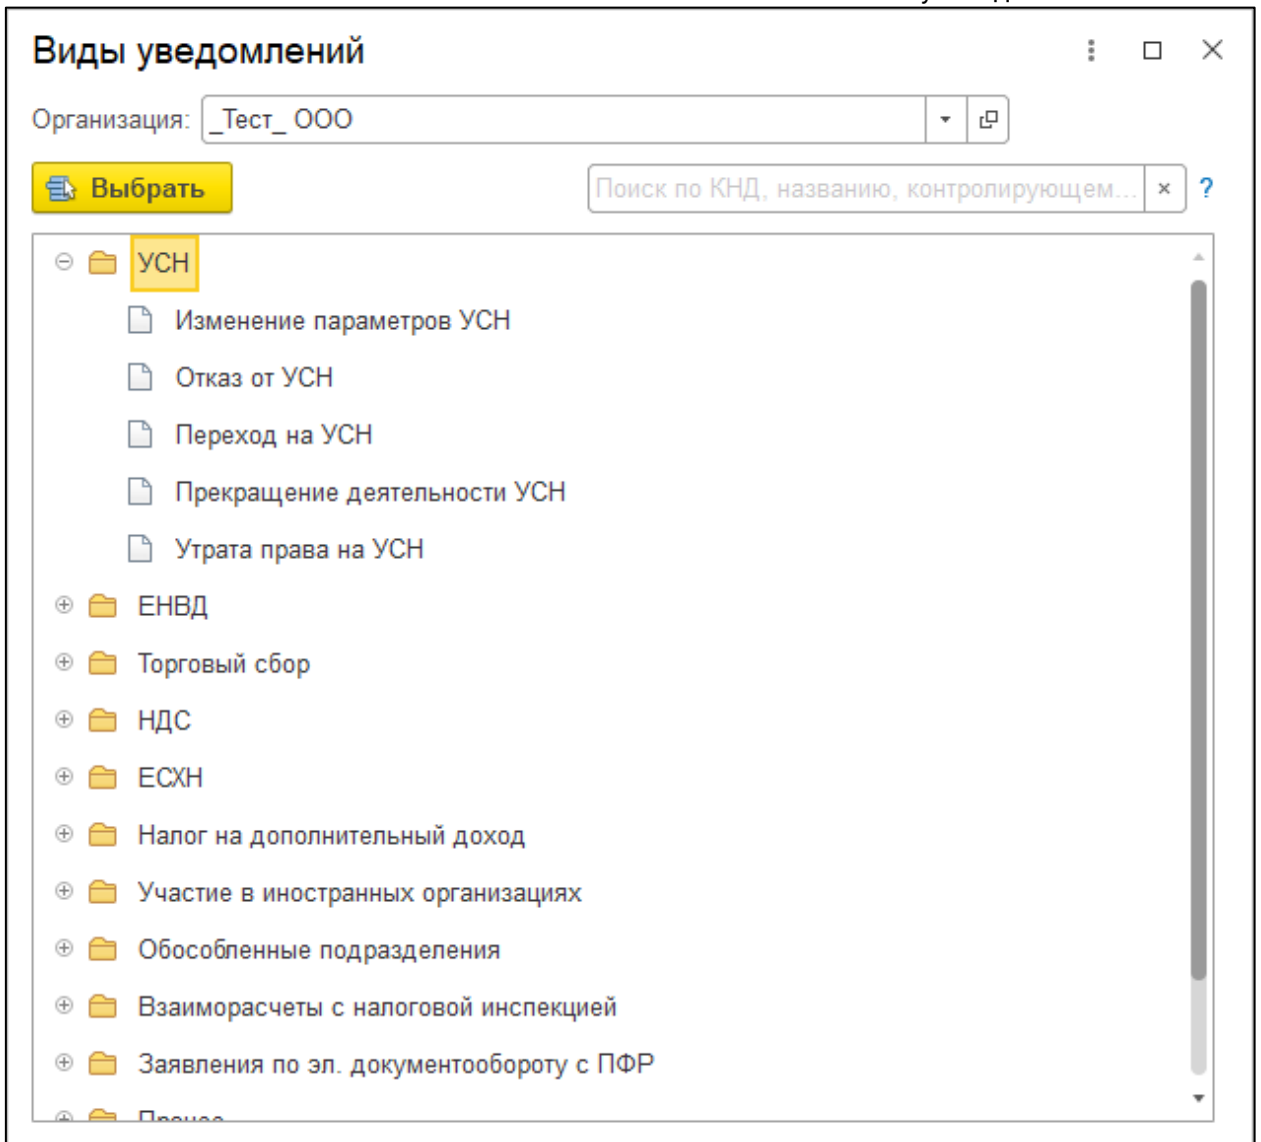 Виды уведомлений
Организация: _Тест_ ООО
Выбрать
Поиск по КНД, названию, контролирующем... × ?
УСН
Изменение параметров УСН
Отказ от УСН
Переход на УСН
Прекращение деятельности УСН
Утрата права на УСН
ЕНВД
Торговый сбор
НДС
ЕСХН
Налог на дополнительный доход
Участие в иностранных организациях
Обособленные подразделения
Взаиморасчеты с налоговой инспекцией
Заявления по эл. документообороту с ПФР